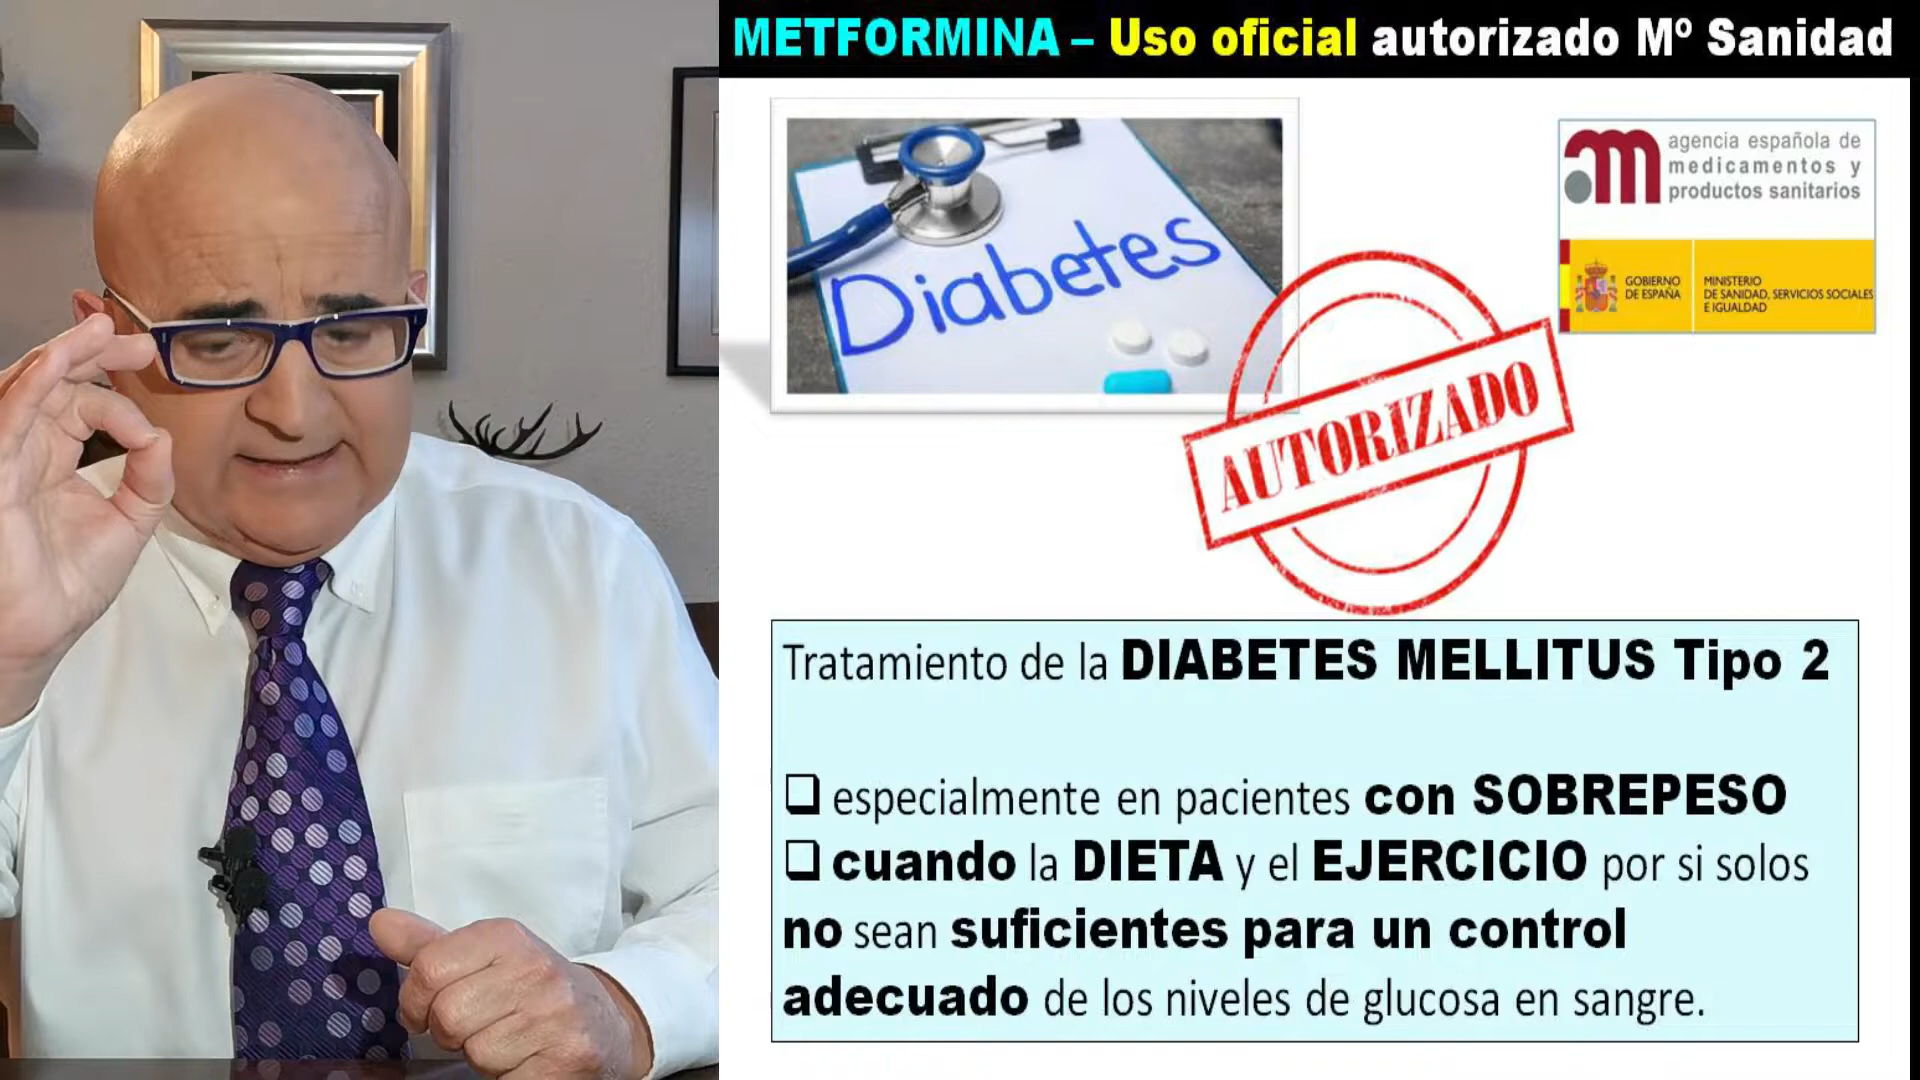 METFORMINA – Uso oficial autorizado Mº Sanidad
Diabetes
agencia española de
medicamentos y
productos sanitarios
GOBIERNO
DE ESPAÑA
MINISTERIO
DE SANIDAD, SERVICIOS SOCIALES
E IGUALDAD
AUTORIZADO
Tratamiento de la DIABETES MELLITUS Tipo 2
❑ especialmente en pacientes con SOBREPESO
❑ cuando la DIETA y el EJERCICIO por si solos
no sean suficientes para un control
adecuado de los niveles de glucosa en sangre.